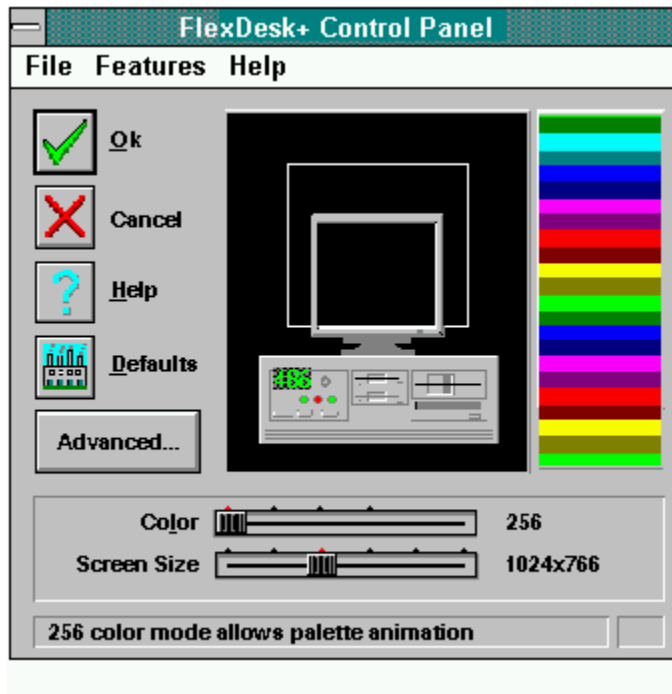 FlexDesk+ Control Panel
File Features Help
Ok
Cancel
Help
Defaults
Advanced...
486
Color 256
Screen Size 1024x766
256 color mode allows palette animation